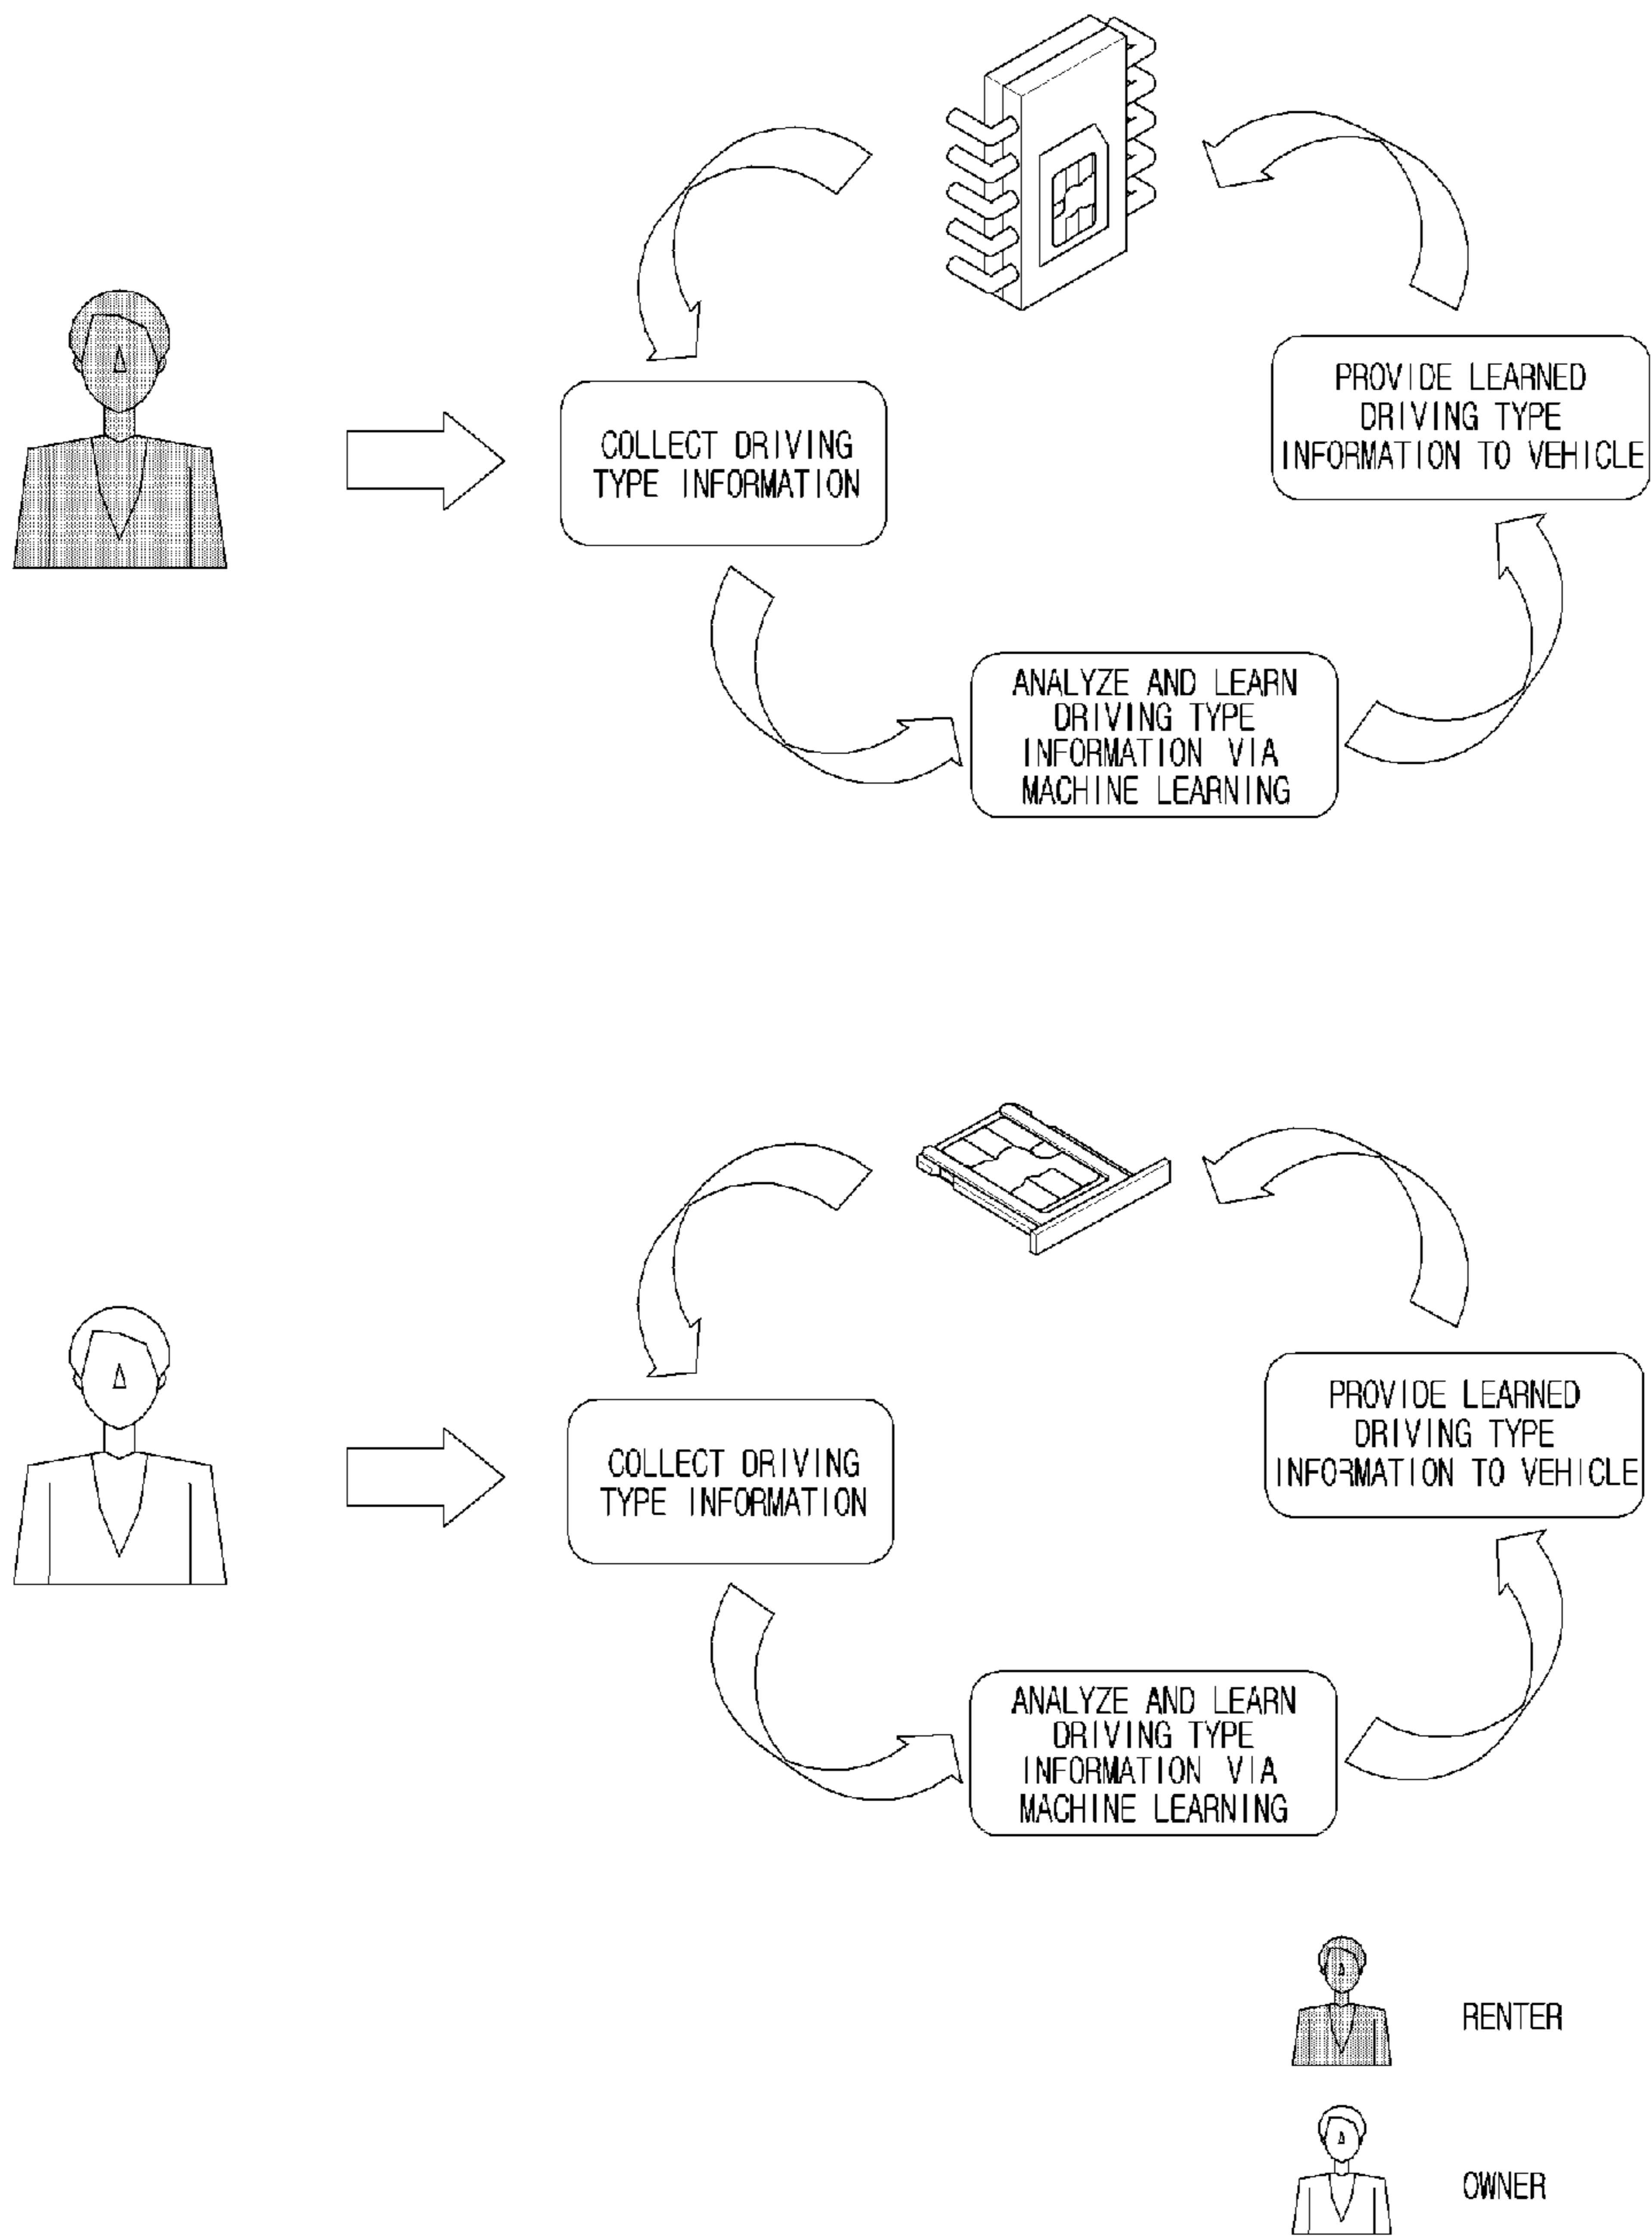 COLLECT DRIVING
TYPE INFORMATION
PROVIDE LEARNED
DRIVING TYPE
INFORMATION TO VEHICLE
ANALYZE AND LEARN
DRIVING TYPE
INFORMATION VIA
MACHINE LEARNING
COLLECT DRIVING
TYPE INFORMATION
PROVIDE LEARNED
DRIVING TYPE
INFORMATION TO VEHICLE
ANALYZE AND LEARN
DRIVING TYPE
INFORMATION VIA
MACHINE LEARNING
RENTER
OWNER